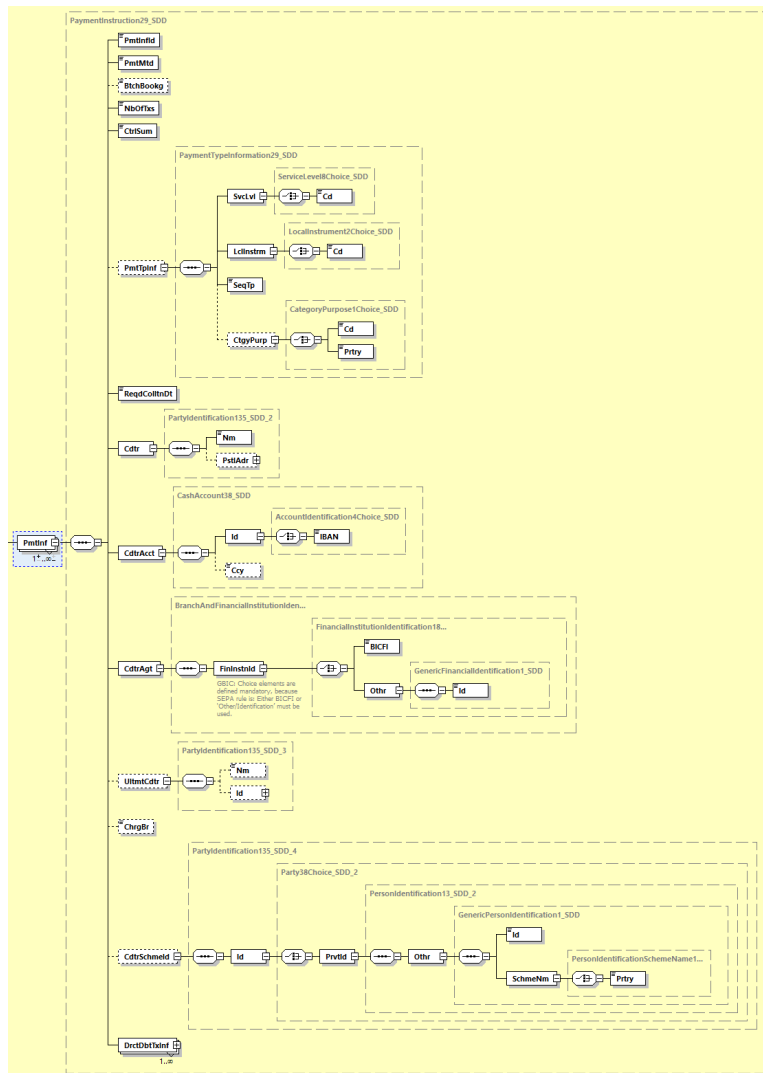 PaymentInstruction29_SDD
PmtInfId
PmtMtd
BtchBookg
NbOfTxs
CtrlSum
PaymentTypeInformation29_SDD
ServiceLevel8Choice_SDD
SvcLvl
Cd
LocalInstrument2Choice_SDD
LclInstrm
Cd
PmtTpInf
SeqTp
CategoryPurpose1Choice_SDD
Cd
CtgyPurp
Prtry
ReqdColltnDt
PartyIdentification135_SDD_2
Nm
Cdtr
PstlAdr
CashAccount38_SDD
AccountIdentification4Choice_SDD
Id
IBAN
PmtInf
1..∞
CdtrAcct
Ccy
BranchAndFinancialInstitutionIden...
FinancialInstitutionIdentification18...
BICFI
CdtrAgt
FinInstnId
GenericFinancialIdentification1_SDD
GBIC: Choice elements are
defined mandatory, because
SEPA rule is: Either BICFI or
'Other/Identification' must be
used.
Othr
Id
PartyIdentification135_SDD_3
Nm
UltmtCdtr
Id
ChrgBr
PartyIdentification135_SDD_4
Party38Choice_SDD_2
PersonIdentification13_SDD_2
GenericPersonIdentification1_SDD
Id
CdtrSchmeId
Id
PrvtId
Othr
PersonIdentificationSchemeName1...
SchmeNm
Prtry
DrctDbtTxInf
1..∞